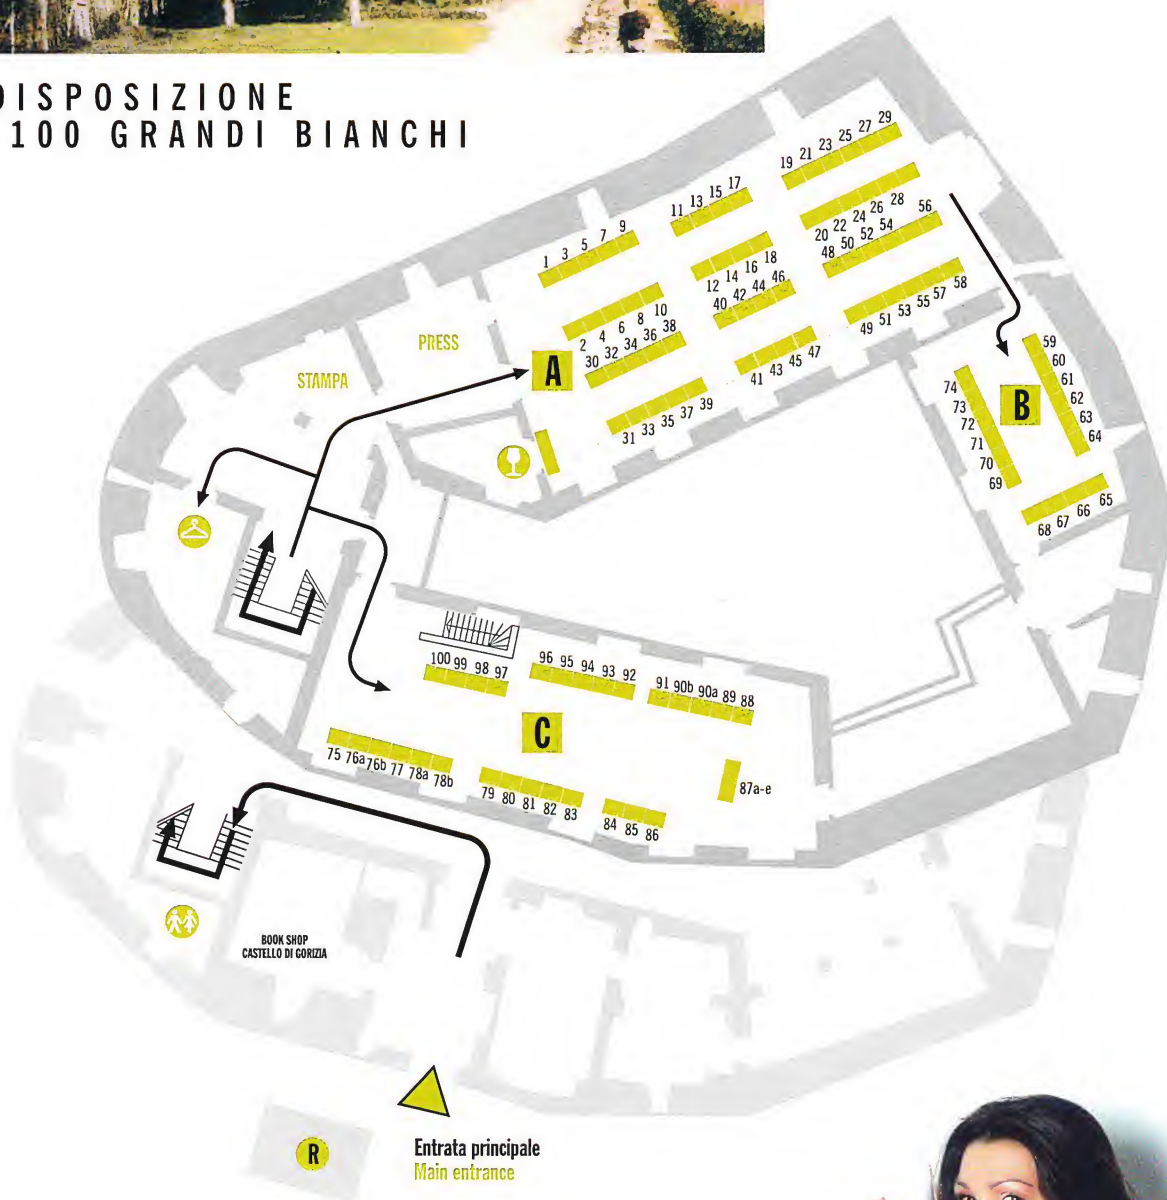 DISPOSIZIONE
100 GRANDI BIANCHI
19 21 23 25 27 29
11 13 15 17
1 3 5 7 9
20 22 24 26 28
48 50 52 54 56
12 14 16 18
40 42 44 46
2 4 6 8 10
30 32 34 36 38
49 51 53 55 57 58
41 43 45 47
31 33 35 37 39
PRESS
STAMPA
A
59
60
61
62
63
64
B
74
73
72
71
70
69
68 67 66 65
100 99 98 97
96 95 94 93 92
91 90b 90a 89 88
C
75 76a 76b 77 78a 78b
79 80 81 82 83
84 85 86
87a-e
BOOK SHOP
CASTELLO DI GORIZIA
R
Entrata principale
Main entrance